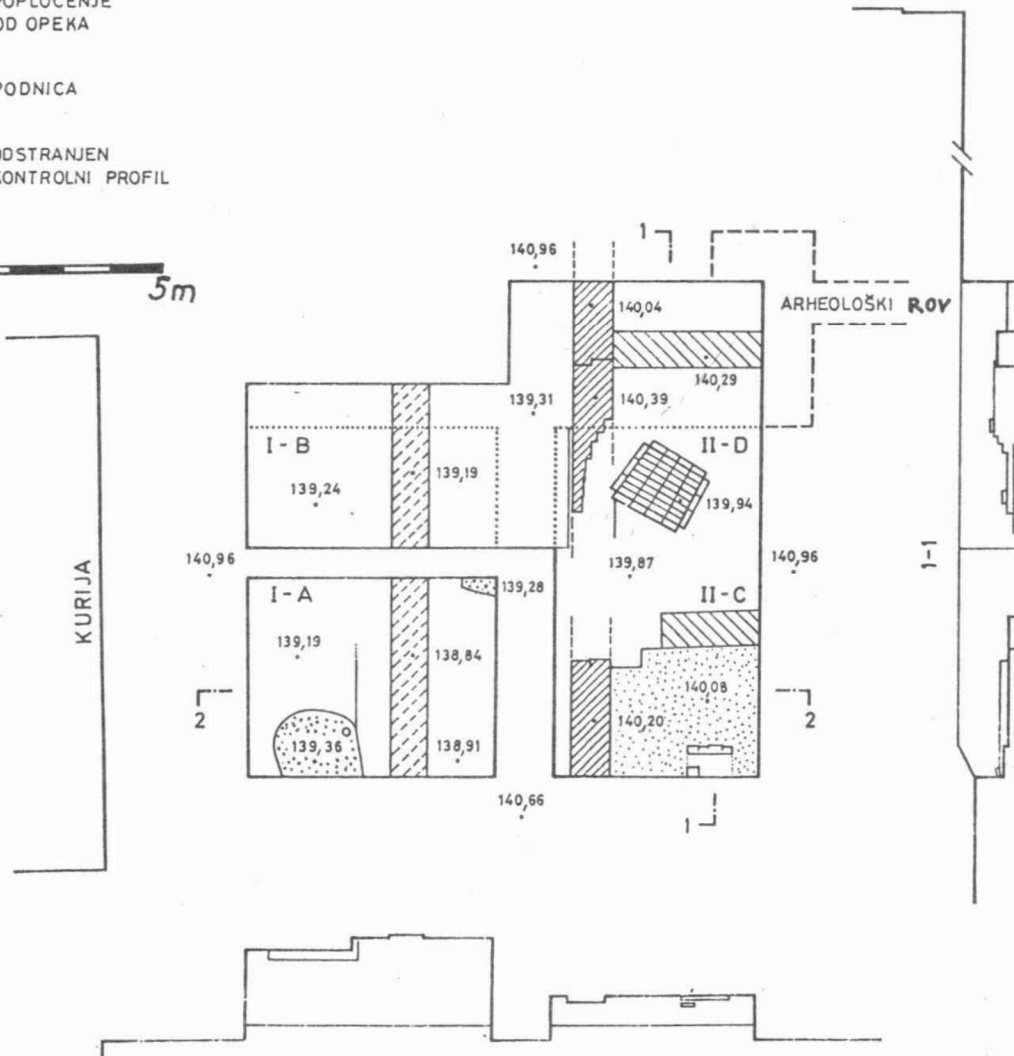 POPLOČENJE
OD OPEKA
PODNICA
ODSTRANJEN
KONTROLNI PROFIL
5m
1
140,96
140,04
ARHEOLOŠKI ROV
140,29
139,31
140,39
I-B
II-D
139,19
139,24
139,94
140,96
139,87
140,96
1-1
KURIJA
139,28
I-A
II-C
139,19
138,84
140,08
2
2
140,20
139,36
138,91
140,66
1